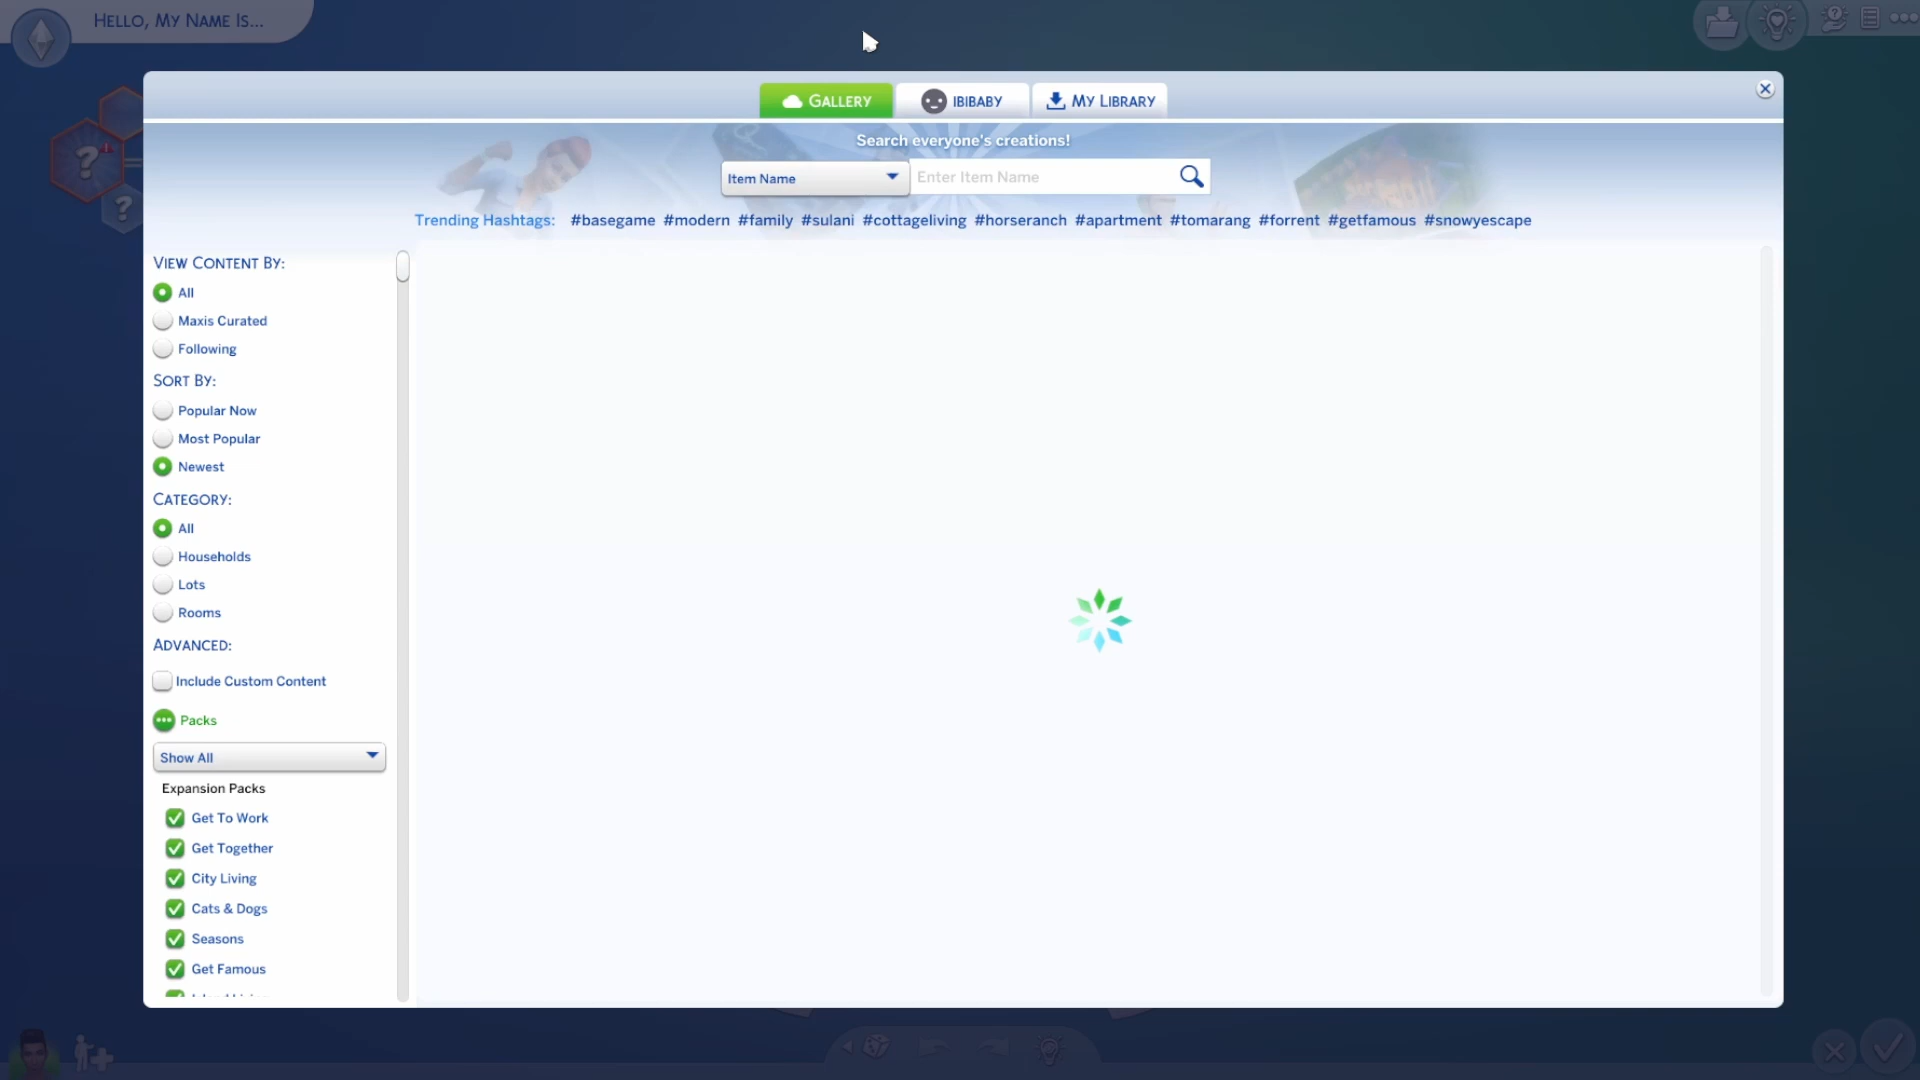 Hello, My Name Is...
Gallery
IBIBABY
My Library
Search everyone's creations!
Item Name
Enter Item Name
Trending Hashtags: #basegame #modern #family #sulani #cottageliving #horseranch #apartment #tomarang #forrent #getfamous #snowyescape
View Content By:
All
Maxis Curated
Following
Sort By:
Popular Now
Most Popular
Newest
Category:
All
Households
Lots
Rooms
Advanced:
Include Custom Content
Packs
Show All
Expansion Packs
Get To Work
Get Together
City Living
Cats & Dogs
Seasons
Get Famous